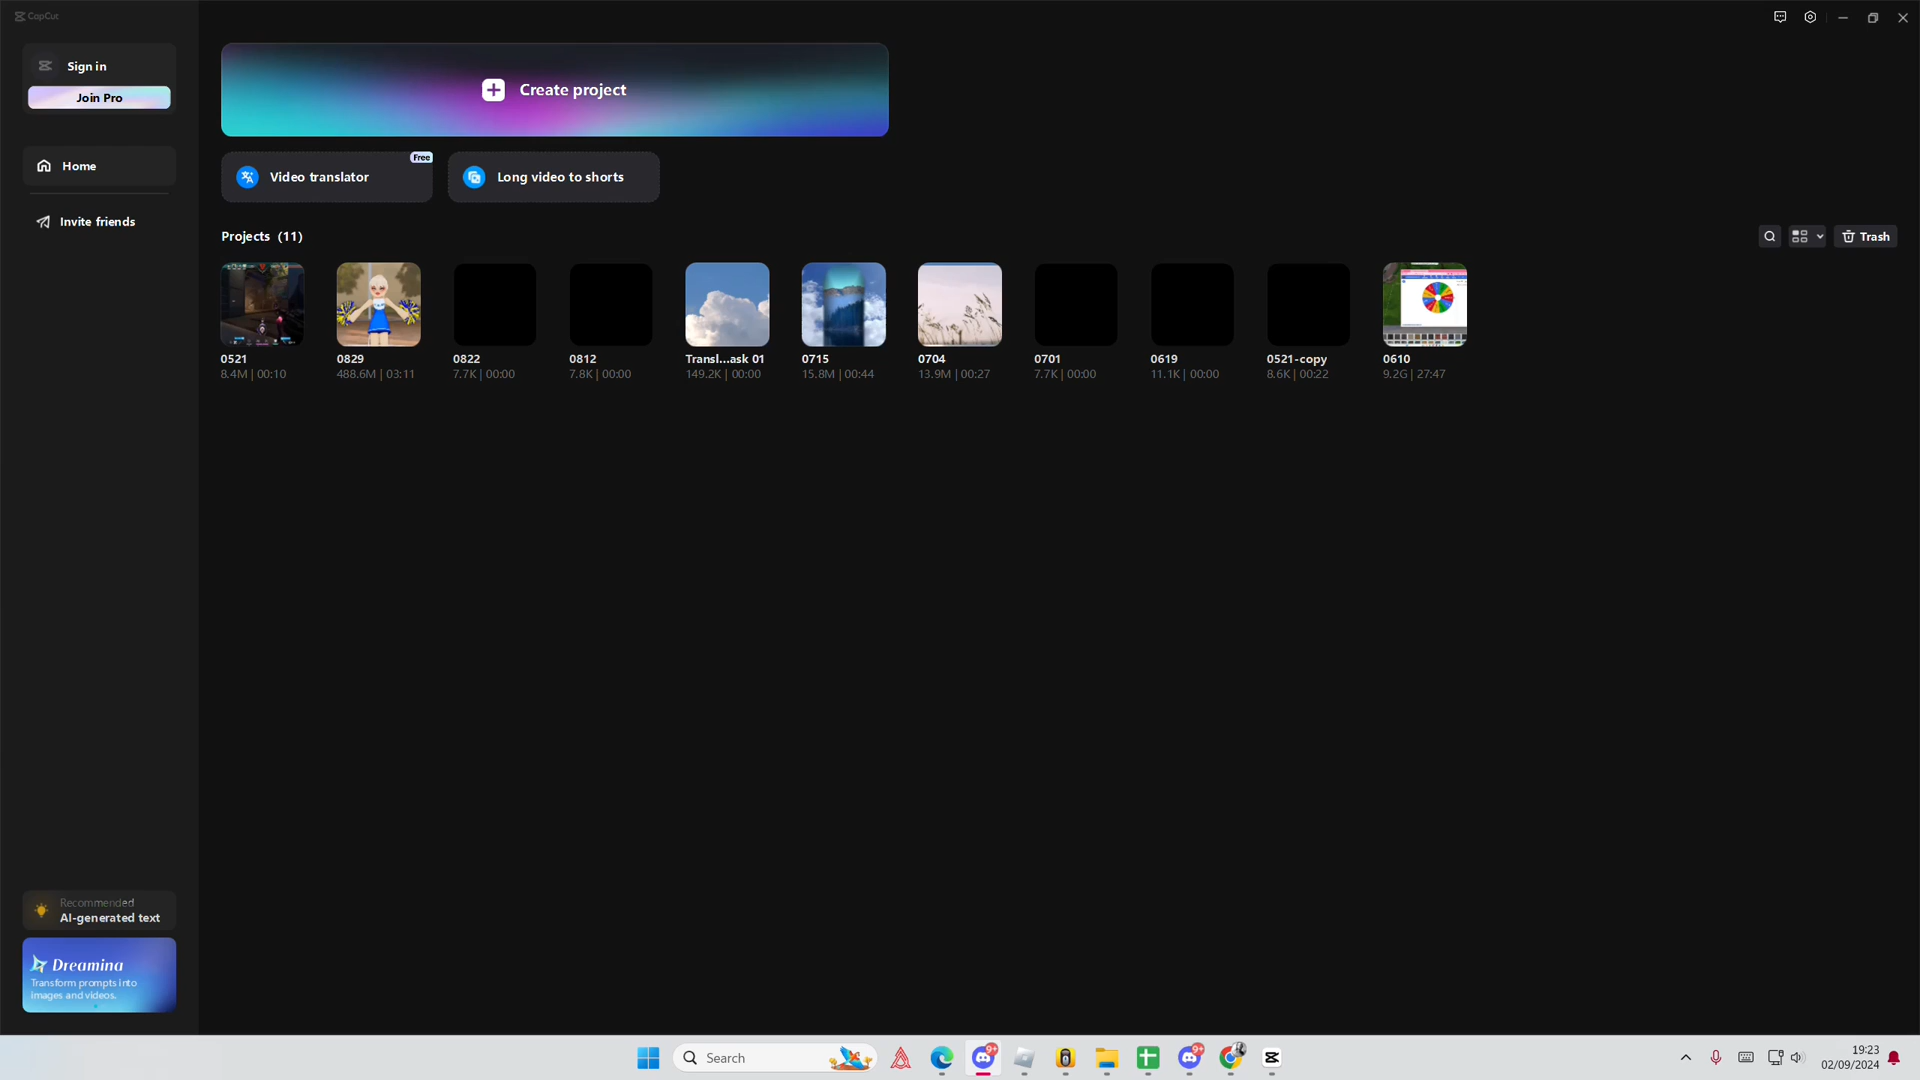 CapCut
Sign in
Join Pro
Home
Invite friends
Create project
Video translator
Free
Long video to shorts
Projects (11)
Trash
0521
8.4M | 00:10
0829
488.6M | 03:11
0822
7.7K | 00:00
0812
7.8K | 00:00
Transl...ask 01
149.2K | 00:00
0715
15.8M | 00:44
0704
13.9M | 00:27
0701
7.7K | 00:00
0619
11.1K | 00:00
0521-copy
8.6K | 00:22
0610
9.2G | 27:47
Recommended
AI-generated text
Dreamina
Transform prompts into
images and videos.
Search
9+
9+
19:23
02/09/2024